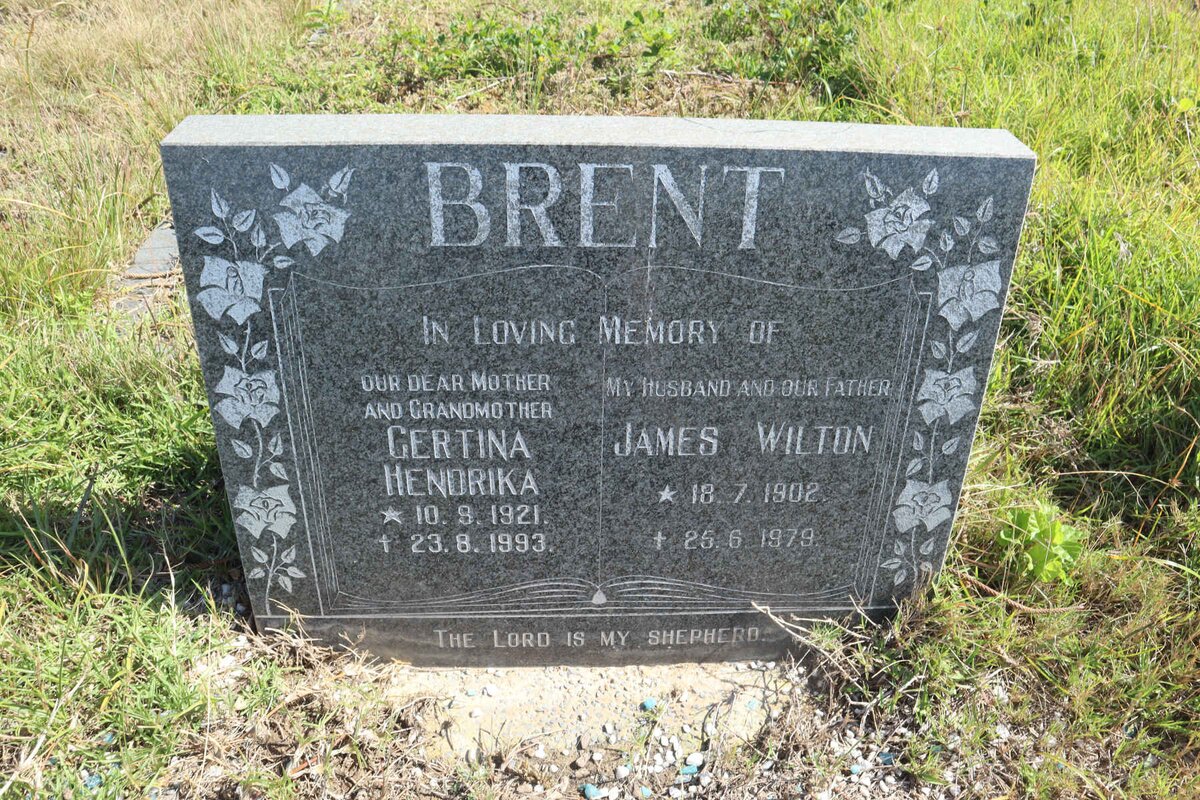 BRENT
IN LOVING MEMORY OF
OUR DEAR MOTHER
AND GRANDMOTHER
GERTINA
HENDRIKA
★ 10. 9. 1921.
† 23. 8. 1993.
MY HUSBAND AND OUR FATHER
JAMES WILTON
★ 18. 7. 1902.
† 25. 6. 1979.
THE LORD IS MY SHEPHERD.